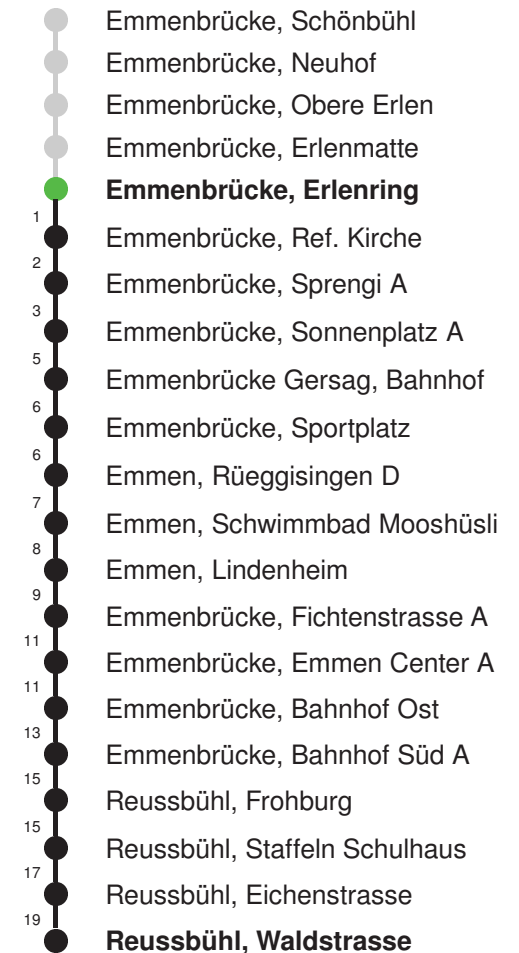 Emmenbrücke, Schönbühl
Emmenbrücke, Neuhof
Emmenbrücke, Obere Erlen
Emmenbrücke, Erlenmatte
Emmenbrücke, Erlenring
1
Emmenbrücke, Ref. Kirche
2
Emmenbrücke, Sprengi A
3
Emmenbrücke, Sonnenplatz A
5
Emmenbrücke Gersag, Bahnhof
6
Emmenbrücke, Sportplatz
6
Emmen, Rüeggisingen D
7
Emmen, Schwimmbad Mooshüsli
8
Emmen, Lindenheim
9
Emmenbrücke, Fichtenstrasse A
11
Emmenbrücke, Emmen Center A
11
Emmenbrücke, Bahnhof Ost
13
Emmenbrücke, Bahnhof Süd A
15
Reussbühl, Frohburg
15
Reussbühl, Staffeln Schulhaus
17
Reussbühl, Eichenstrasse
19
Reussbühl, Waldstrasse